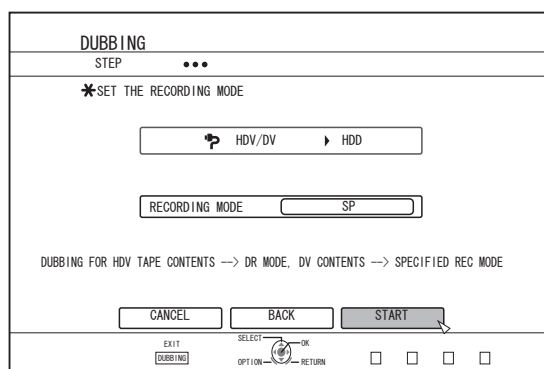 DUBBING
STEP
SET THE RECORDING MODE
HDV/DV HDD
RECORDING MODE SP
DUBBING FOR HDV TAPE CONTENTS --> DR MODE, DV CONTENTS --> SPECIFIED REC MODE
CANCEL BACK START
EXIT SELECT OK
DUBBING OPTION RETURN